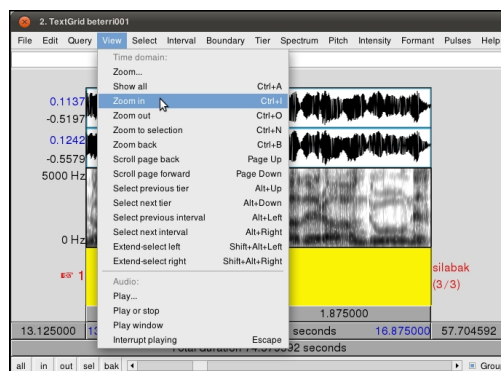 2. TextGrid beterri001
File Edit Query View Select Interval Boundary Tier Spectrum Pitch Intensity Formant Pulses Help
Time domain:
Zoom...
Show all Ctrl+A
Zoom in Ctrl+I
Zoom out Ctrl+O
Zoom to selection Ctrl+N
Zoom back Ctrl+B
Scroll page back Page Up
Scroll page forward Page Down
Select previous tier Alt+Up
Select next tier Alt+Down
Select previous interval Alt+Left
Select next interval Alt+Right
Extend-select left Shift+Alt+Left
Extend-select right Shift+Alt+Right
Audio:
Play...
Play or stop
Play window
Interrupt playing Escape
0.1137
-0.5197
0.1242
-0.5579
5000 Hz
0 Hz
1
silabak
(3/3)
1.875000
13.125000 13 seconds 16.875000 57.704592
seconds
all in out sel bak Grou